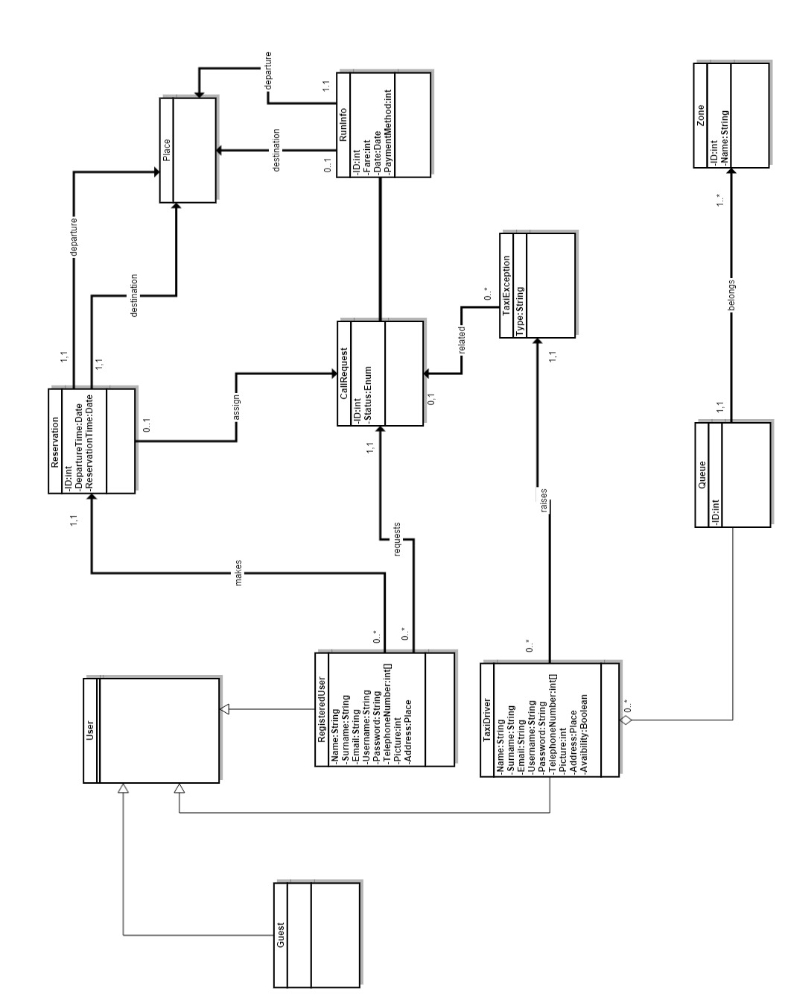 User
Guest
RegisteredUser
-Name:String
-Surname:String
-Email:String
-Username:String
-Password:String
-TelephoneNumber:int[]
-Picture:int
-Address:Place
TaxiDriver
-Name:String
-Surname:String
-Email:String
-Username:String
-Password:String
-TelephoneNumber:int[]
-Picture:int
-Address:Place
-Avaibility:Boolean
0..*
0..*
0..*
0..*
makes
requests
raises
1,1
1,1
1,1
Reservation
-ID:int
-DepartureTime:Date
-ReservationTime:Date
0..1
assign
1,1
1,1
departure
destination
CallRequest
-ID:int
-Status:Enum
0,1
related
0..*
TaxiException
Type:String
Queue
-ID:int
1,1
belongs
1..*
Zone
-ID:int
-Name:String
Place
RunInfo
-ID:int
-Fare:int
-Date:Date
-PaymentMethod:int
0..1
1.1
destination
departure